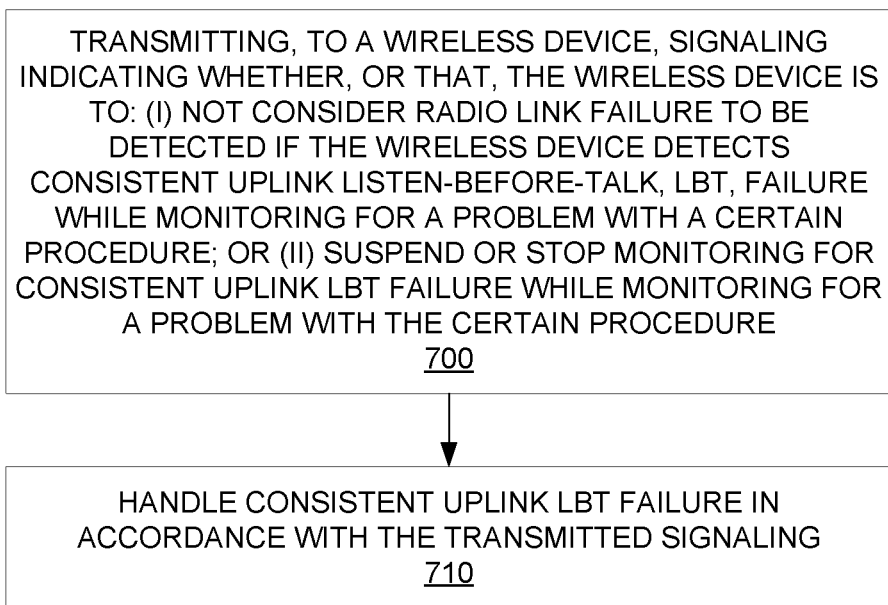 TRANSMITTING, TO A WIRELESS DEVICE, SIGNALING
INDICATING WHETHER, OR THAT, THE WIRELESS DEVICE IS
TO: (I) NOT CONSIDER RADIO LINK FAILURE TO BE
DETECTED IF THE WIRELESS DEVICE DETECTS
CONSISTENT UPLINK LISTEN-BEFORE-TALK, LBT, FAILURE
WHILE MONITORING FOR A PROBLEM WITH A CERTAIN
PROCEDURE; OR (II) SUSPEND OR STOP MONITORING FOR
CONSISTENT UPLINK LBT FAILURE WHILE MONITORING FOR
A PROBLEM WITH THE CERTAIN PROCEDURE
700
HANDLE CONSISTENT UPLINK LBT FAILURE IN
ACCORDANCE WITH THE TRANSMITTED SIGNALING
710